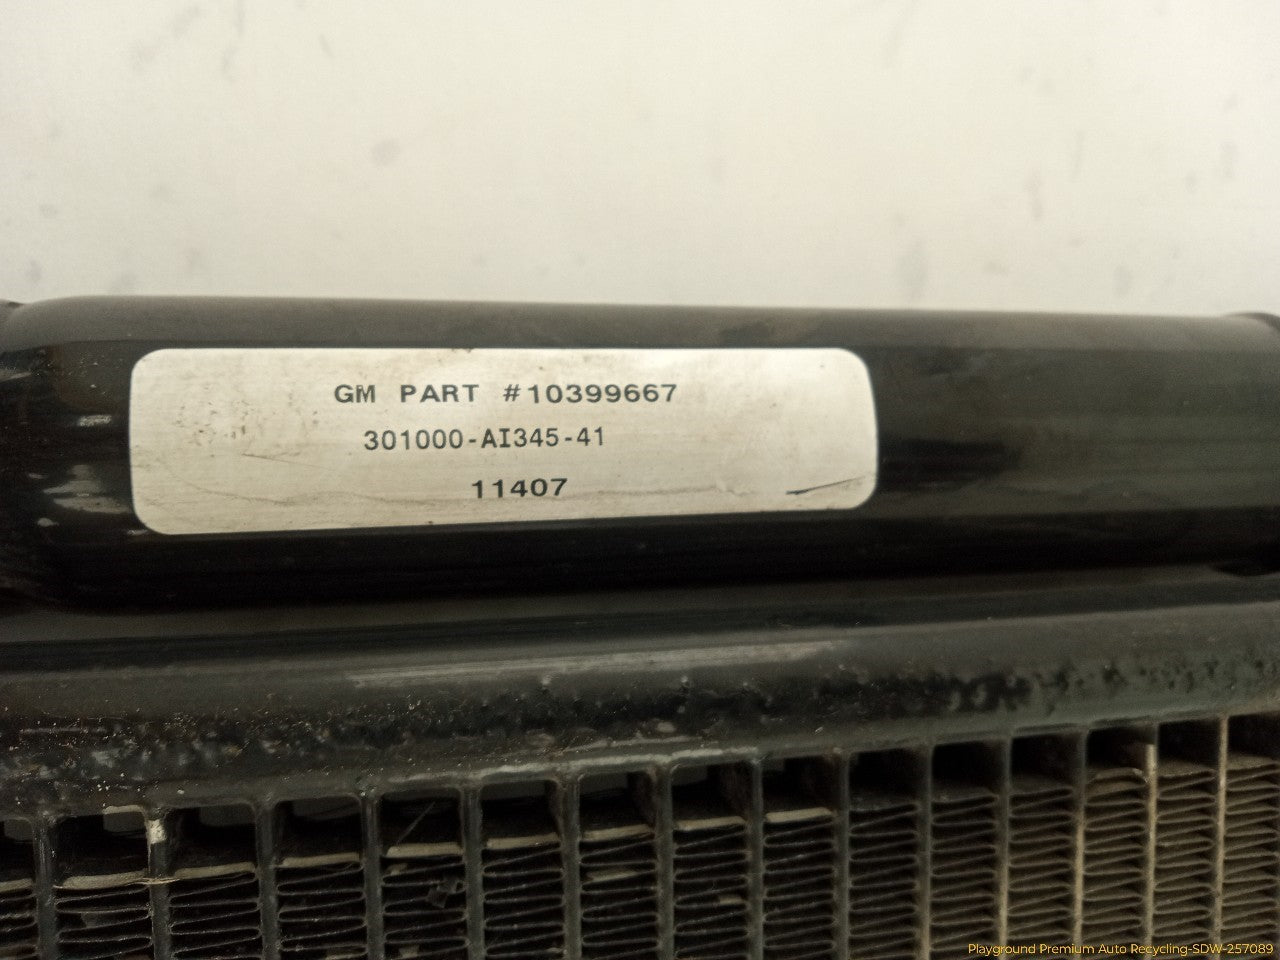 GM PART #10399667
301000-AI345-41
11407
Playground Premium Auto Recycling-SDW-257089